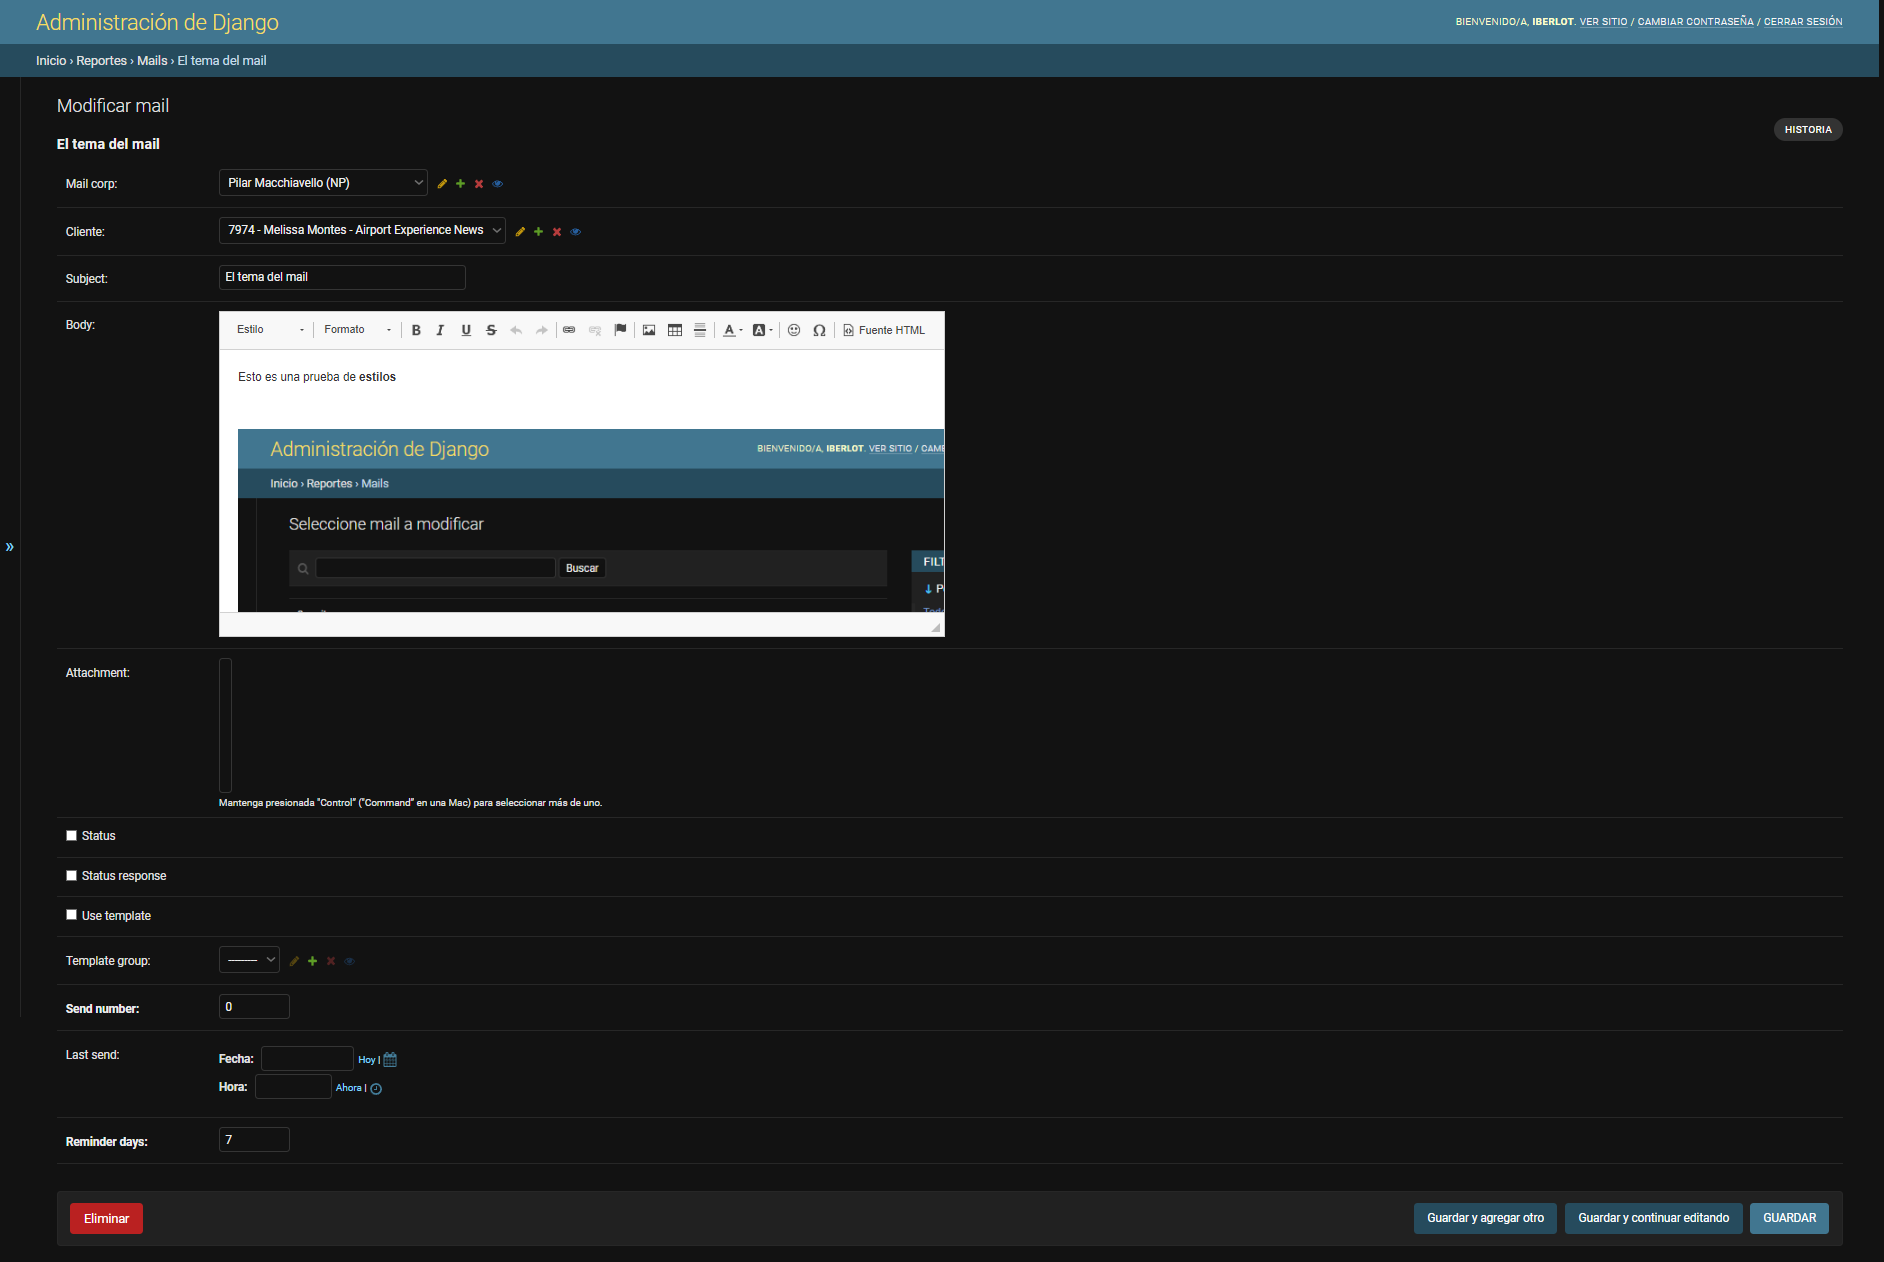 Administración de Django
BIENVENIDO/A, IBERLOT. VER SITIO / CAMBIAR CONTRASEÑA / CERRAR SESIÓN
Inicio › Reportes › Mails › El tema del mail
Modificar mail
HISTORIA
El tema del mail
Mail corp: Pilar Macchiavello (NP)
Cliente: 7974 - Melissa Montes - Airport Experience News
Subject: El tema del mail
Body:
Estilo Formato B I U S A A Ω Fuente HTML
Esto es una prueba de estilos
Administración de Django
BIENVENIDO/A, IBERLOT. VER SITIO / CAMB
Inicio › Reportes › Mails
Seleccione mail a modificar
Buscar
FILT
↓ P
»
Attachment:
Mantenga presionada "Control" ("Command" en una Mac) para seleccionar más de uno.
Status
Status response
Use template
Template group: ---------
Send number: 0
Last send:
Fecha: Hoy |
Hora: Ahora |
Reminder days: 7
Eliminar
Guardar y agregar otro Guardar y continuar editando GUARDAR